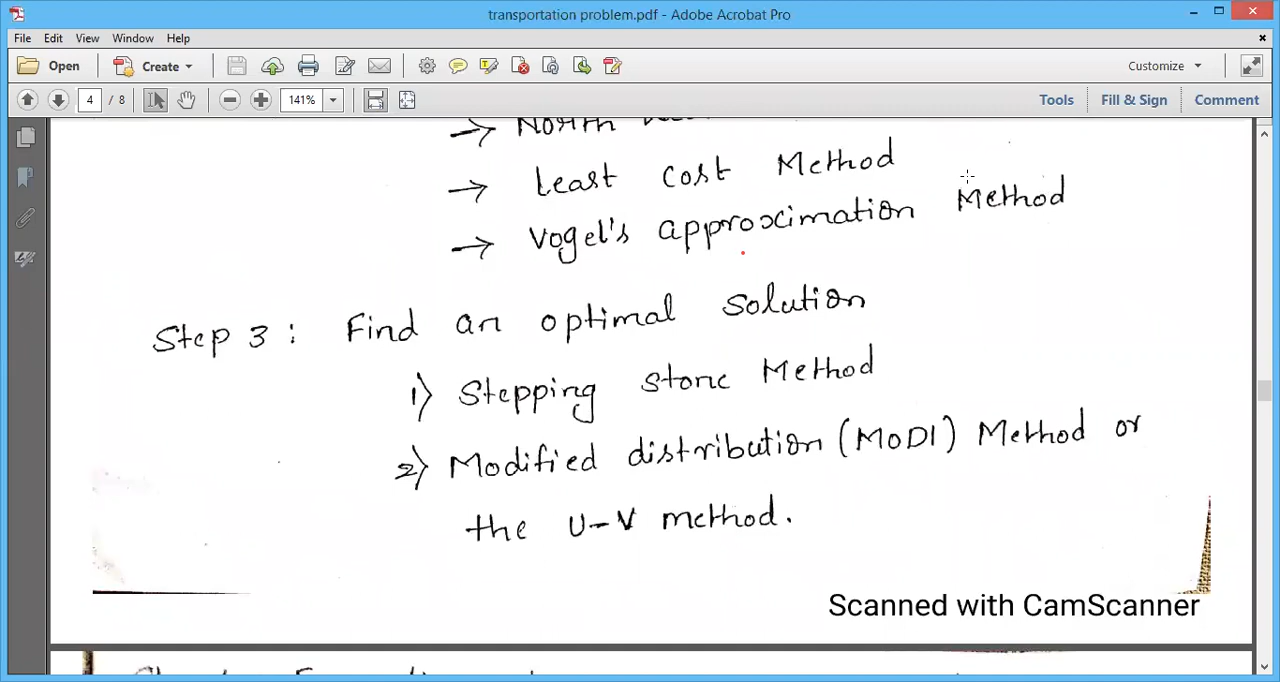 transportation problem.pdf - Adobe Acrobat Pro
File Edit View Window Help
Open Create Customize
4 / 8 141% Tools Fill & Sign Comment
→ North
→ Least cost Method
→ Vogel's approximation Method
Step 3 : Find an optimal solution
1) Stepping stone Method
2) Modified distribution (MODI) Method or
the U-V method.
Scanned with CamScanner